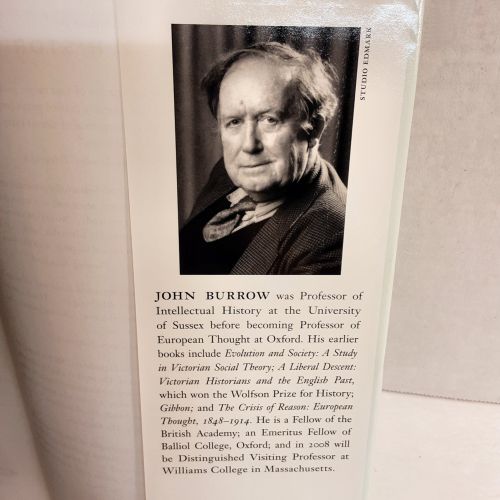 STUDIO EDMARK
JOHN BURROW was Professor of
Intellectual History at the University
of Sussex before becoming Professor of
European Thought at Oxford. His earlier
books include Evolution and Society: A Study
in Victorian Social Theory; A Liberal Descent:
Victorian Historians and the English Past,
which won the Wolfson Prize for History;
Gibbon; and The Crisis of Reason: European
Thought, 1848–1914. He is a Fellow of the
British Academy; an Emeritus Fellow of
Balliol College, Oxford; and in 2008 will
be Distinguished Visiting Professor at
Williams College in Massachusetts.